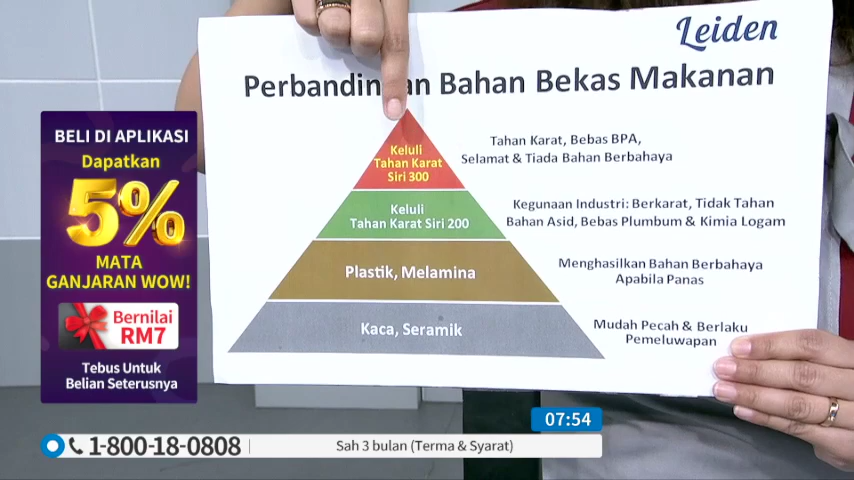 Leiden
Perbandingan Bahan Bekas Makanan
BELI DI APLIKASI
Dapatkan
5%
MATA
GANJARAN WOW!
Bernilai
RM7
Tebus Untuk
Belian Seterusnya
Keluli
Tahan Karat
Siri 300
Tahan Karat, Bebas BPA,
Selamat & Tiada Bahan Berbahaya
Keluli
Tahan Karat Siri 200
Kegunaan Industri: Berkarat, Tidak Tahan
Bahan Asid, Bebas Plumbum & Kimia Logam
Plastik, Melamina
Menghasilkan Bahan Berbahaya
Apabila Panas
Kaca, Seramik
Mudah Pecah & Berlaku
Pemeluwapan
07:54
1-800-18-0808
Sah 3 bulan (Terma & Syarat)